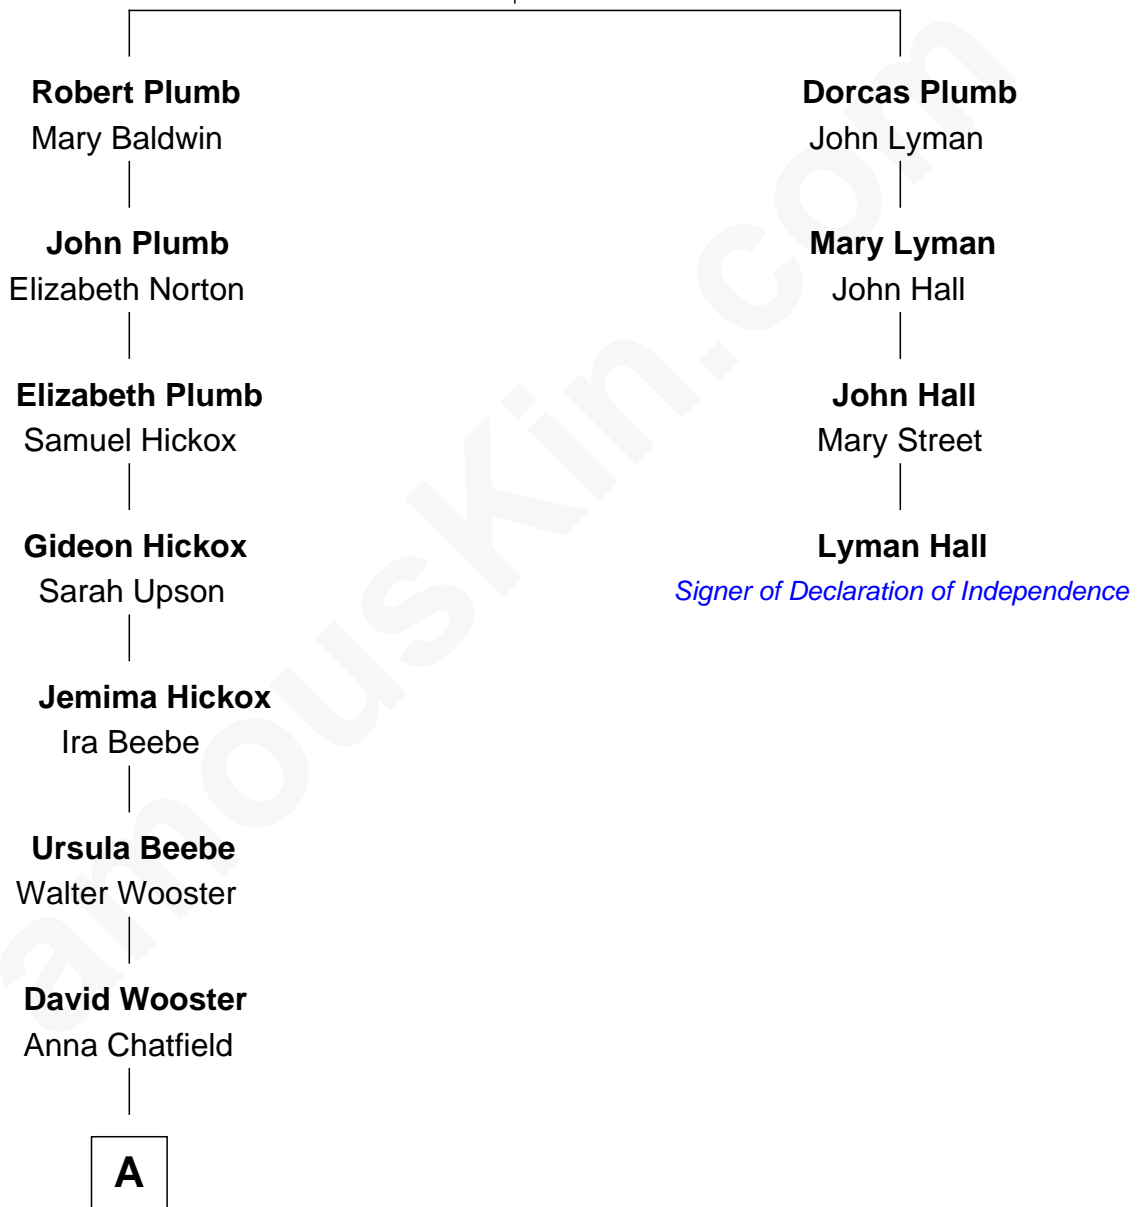 Robert Plumb
Mary Baldwin
Dorcas Plumb
John Lyman
John Plumb
Elizabeth Norton
Mary Lyman
John Hall
Elizabeth Plumb
Samuel Hickox
John Hall
Mary Street
Gideon Hickox
Sarah Upson
Lyman Hall
Signer of Declaration of Independence
Jemima Hickox
Ira Beebe
Ursula Beebe
Walter Wooster
David Wooster
Anna Chatfield
A
amouskin.com